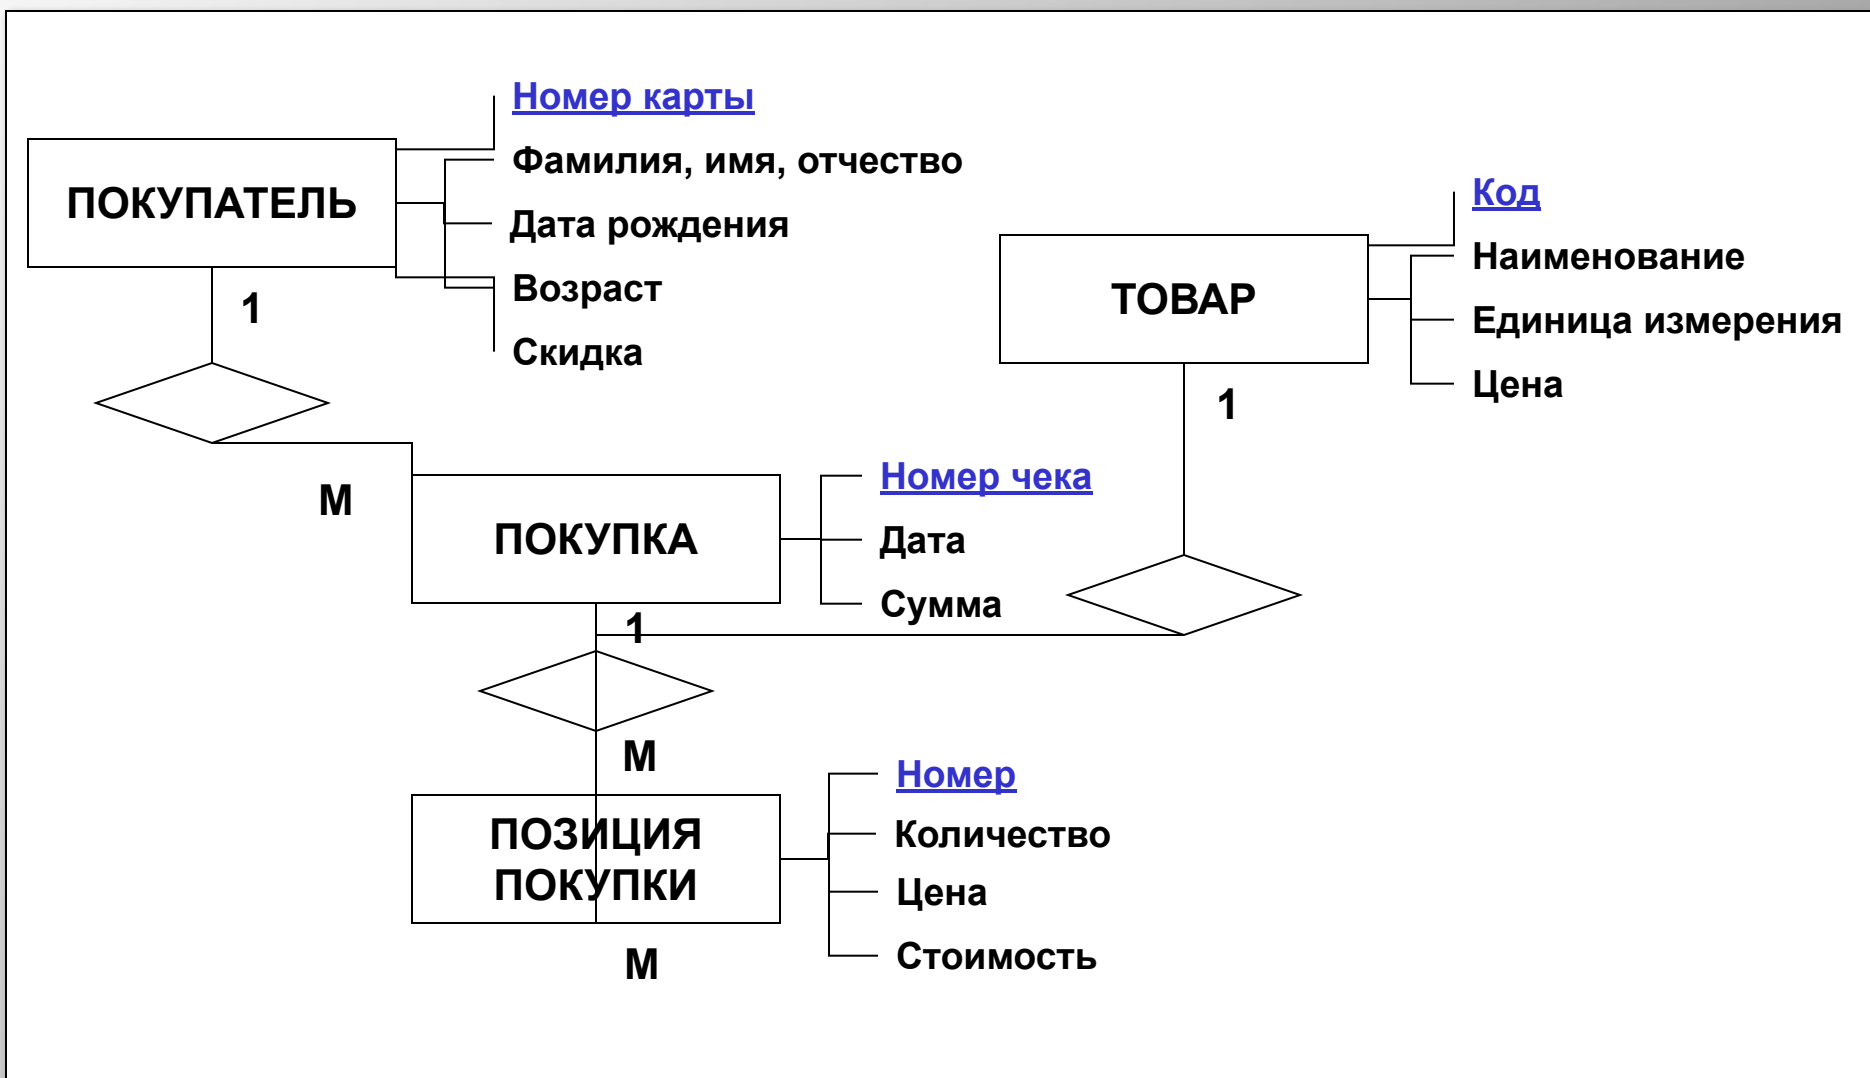 Номер карты
ПОКУПАТЕЛЬ
Фамилия, имя, отчество
Дата рождения
Возраст
Скидка
1
Код
ТОВАР
Наименование
Единица измерения
Цена
1
М
ПОКУПКА
Номер чека
Дата
Сумма
1
М
ПОЗИЦИЯ
ПОКУПКИ
Номер
Количество
Цена
Стоимость
М